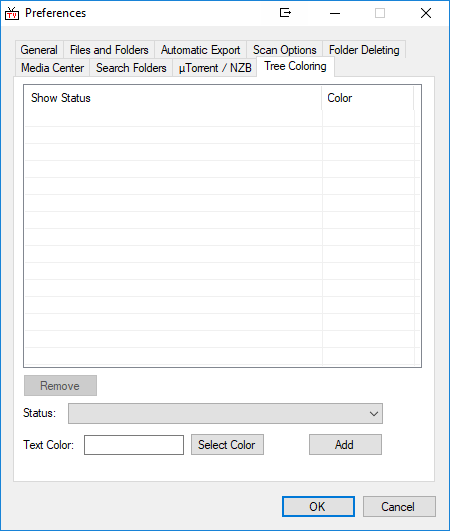 TV Preferences
General Files and Folders Automatic Export Scan Options Folder Deleting
Media Center Search Folders µTorrent / NZB Tree Coloring
Show Status Color
Remove
Status:
Text Color: Select Color Add
OK Cancel